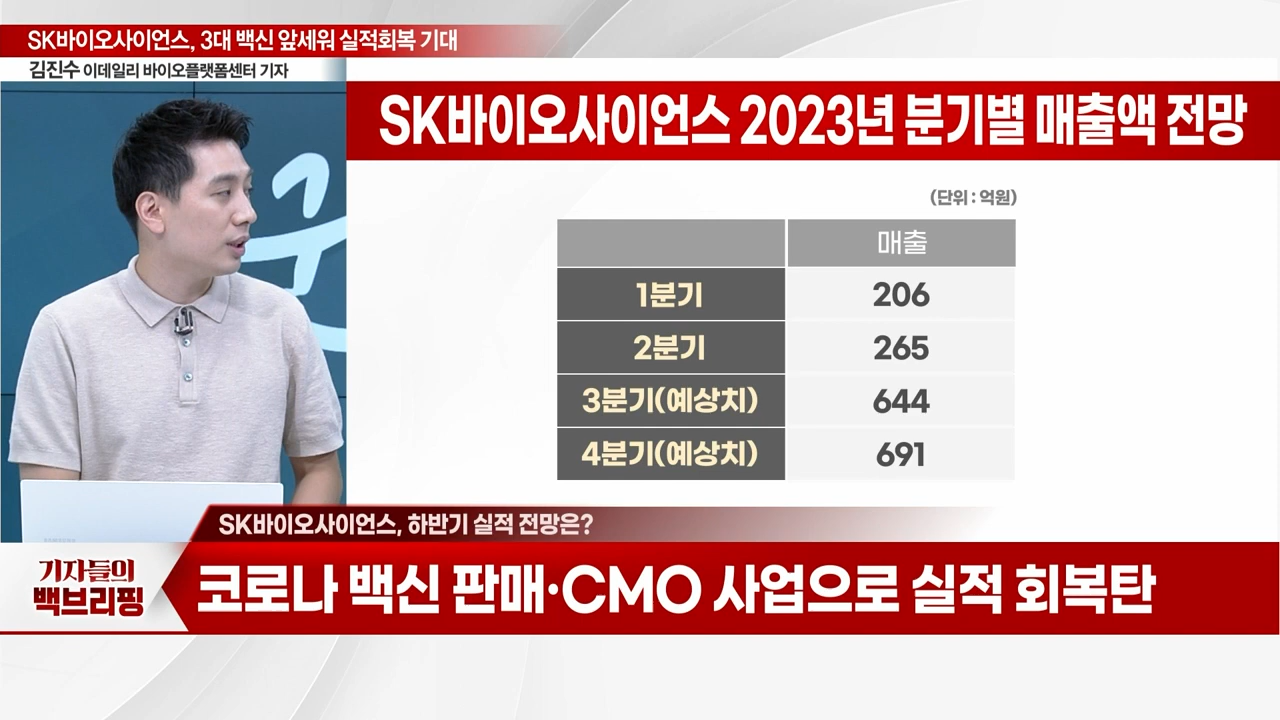 SK바이오사이언스, 3대 백신 앞세워 실적회복 기대
김진수 이데일리 바이오플랫폼센터 기자
SK바이오사이언스 2023년 분기별 매출액 전망
(단위 : 억원)
매출
1분기 206
2분기 265
3분기(예상치) 644
4분기(예상치) 691
SK바이오사이언스, 하반기 실적 전망은?
기자들의
백브리핑
코로나 백신 판매·CMO 사업으로 실적 회복탄